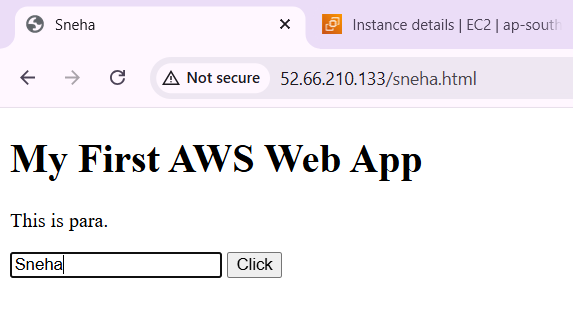 Sneha
Instance details | EC2 | ap-south
Not secure
52.66.210.133/sneha.html
My First AWS Web App
This is para.
Sneha
Click